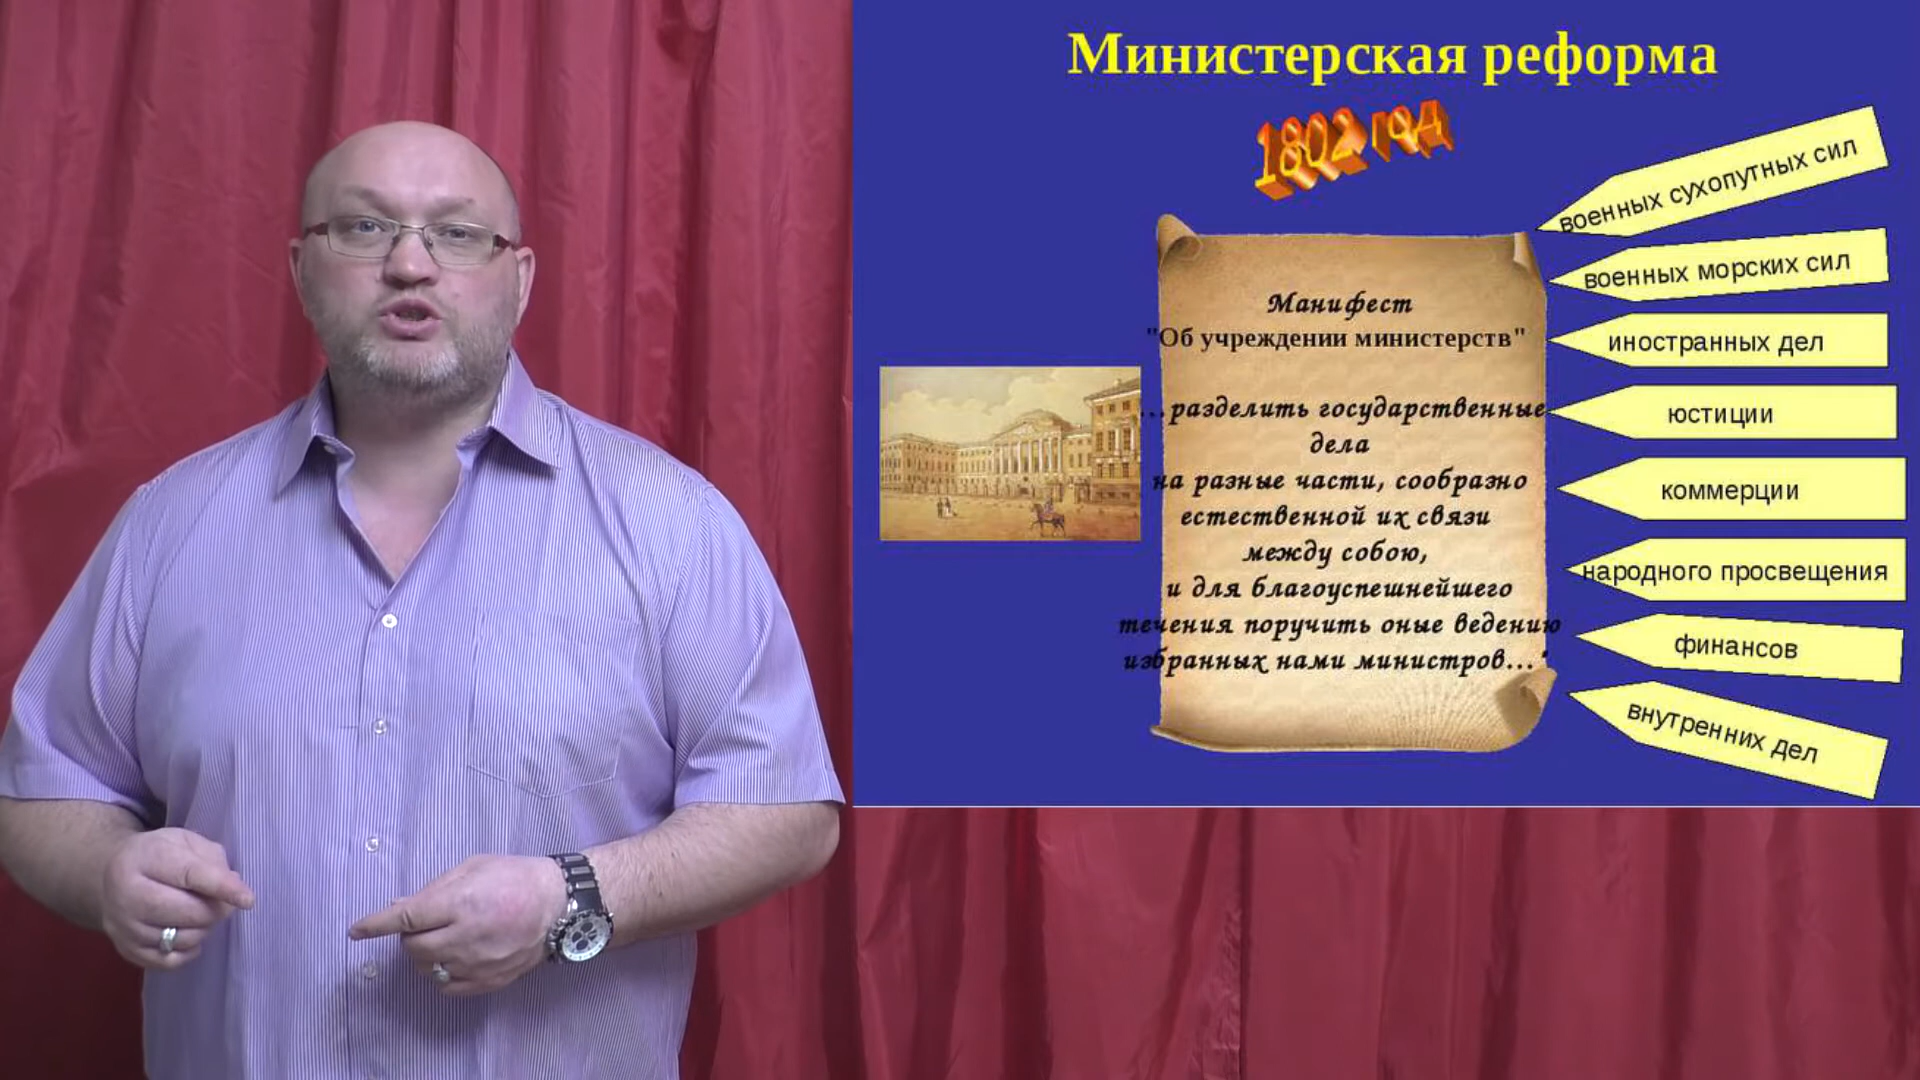 Министерская реформа
1802 год
Манифест
"Об учреждении министерств"
...разделить государственные
дела
на разные части, сообразно
естественной их связи
между собою,
и для благоуспешнейшего
течения поручить оные ведению
избранных нами министров..."
военных сухопутных сил
военных морских сил
иностранных дел
юстиции
коммерции
народного просвещения
финансов
внутренних дел